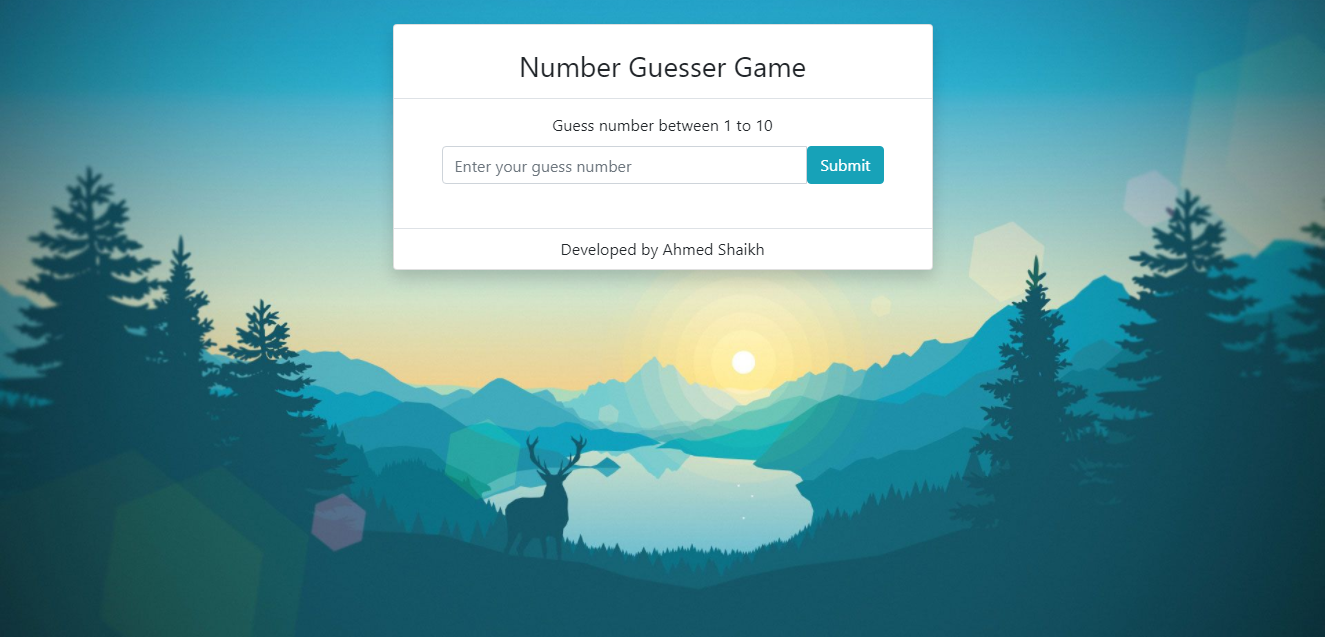 Number Guesser Game
Guess number between 1 to 10
Enter your guess number
Submit
Developed by Ahmed Shaikh